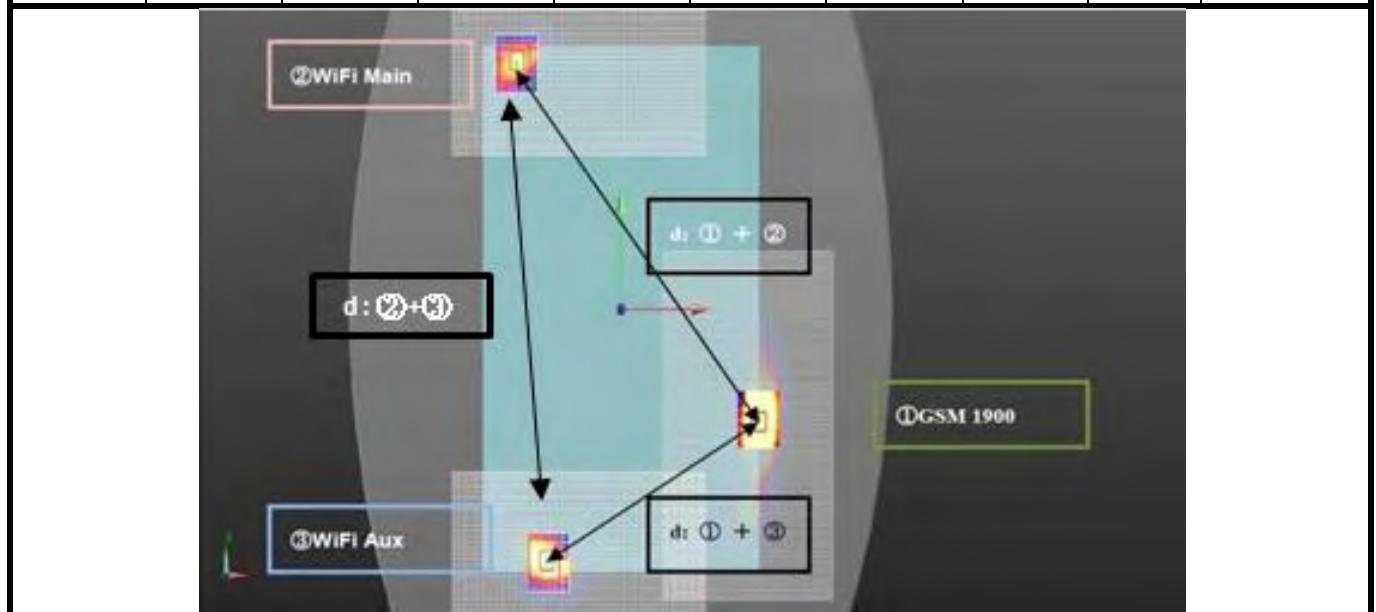 ②WiFi Main
d: ① + ②
d:②+③
①GSM 1900
d: ① + ③
③WiFi Aux